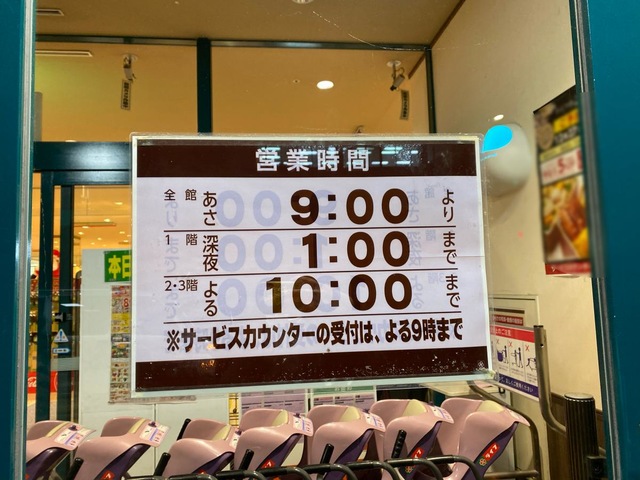 営業時間
全館 あさ 9:00 より
1階 深夜 1:00 まで
2・3階 よる 10:00 まで
※サービスカウンターの受付は、よる9時まで
本日